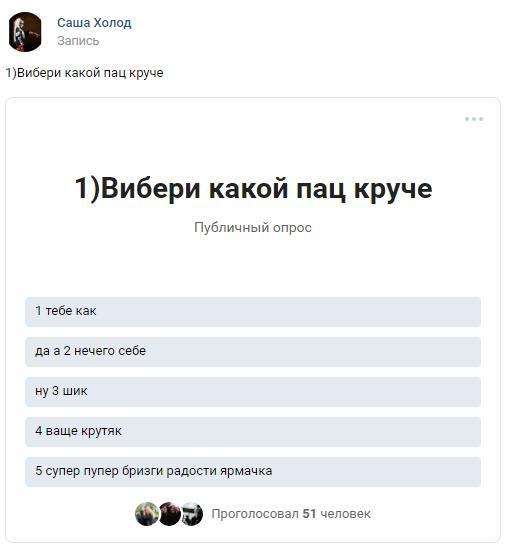 Саша Холод
Запись
1)Вибери какой пац круче
1)Вибери какой пац круче
Публичный опрос
1 тебе как
да а 2 нечего себе
ну 3 шик
4 ваще крутяк
5 супер пупер бризги радости ярмачка
Проголосовал 51 человек